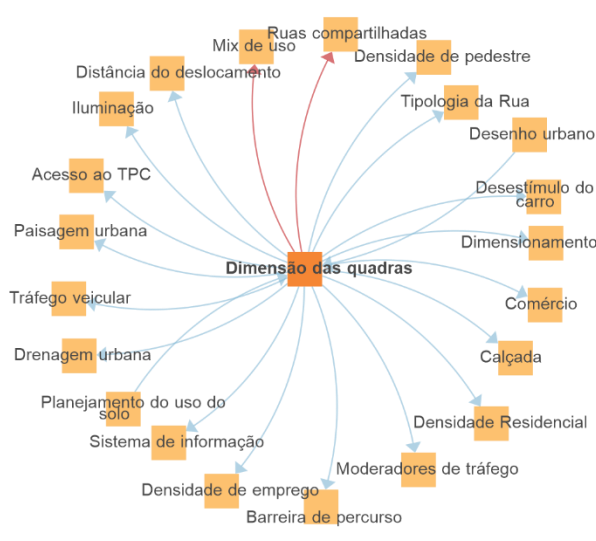 Ruas compartilhadas
Mix de uso
Densidade de pedestre
Distância do deslocamento
Tipologia da Rua
Iluminação
Desenho urbano
Acesso ao TPC
Desestímulo do
carro
Paisagem urbana
Dimensionamento
Dimensão das quadras
Tráfego veicular
Comércio
Drenagem urbana
Calçada
Planejamento do uso do
solo
Densidade Residencial
Sistema de informação
Moderadores de tráfego
Densidade de emprego
Barreira de percurso